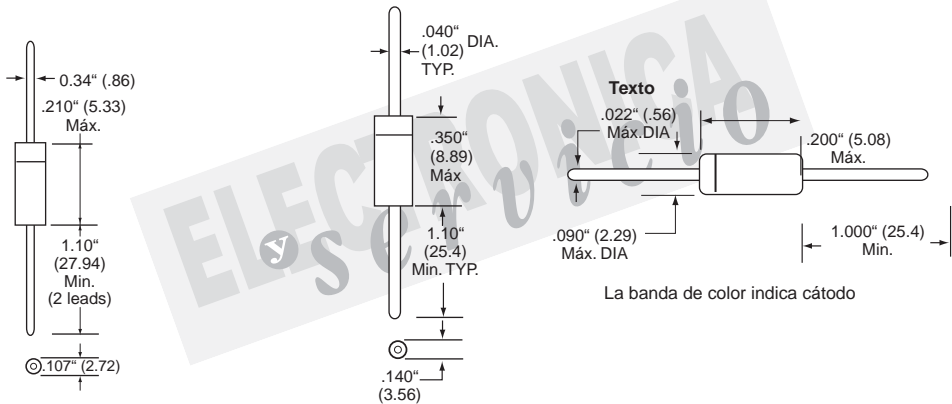 0.34“ (.86)
.210“ (5.33)
Máx.
1.10“
(27.94)
Min.
(2 leads)
.107“ (2.72)
.040“
(1.02)
TYP.
DIA.
.350“
(8.89)
Máx
1.10“
(25.4)
Min. TYP.
.140“
(3.56)
Texto
.022“ (.56)
Máx.DIA
.200“ (5.08)
Máx.
.090“ (2.29)
Máx. DIA
1.000“ (25.4)
Min.
La banda de color indica cátodo
ELECTRONICA
y servicio